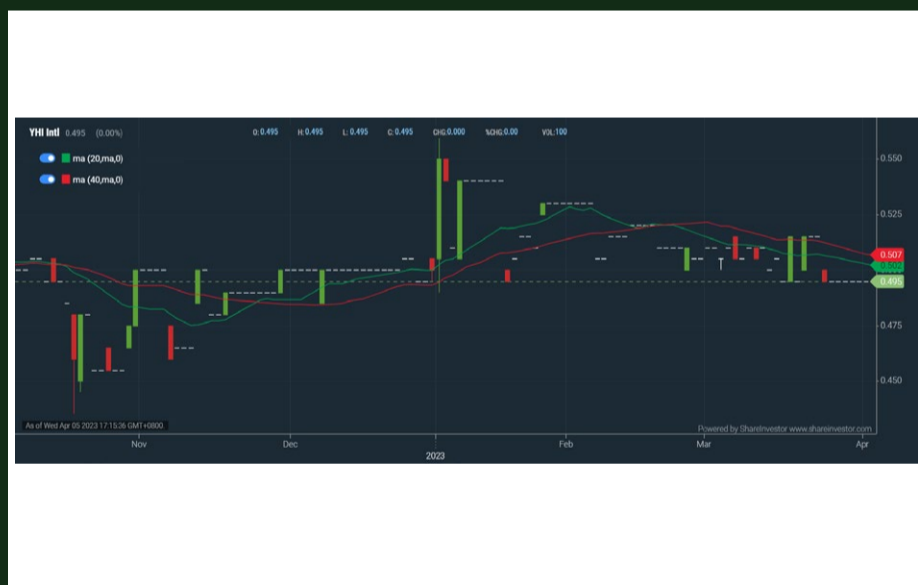 YHI Intl 0.495 (0.00%) O: 0.495 H: 0.495 L: 0.495 C: 0.495 CHG:0.000 %CHG:0.00 VOL:100
ma (20,ma,0)
ma (40,ma,0)
0.550
0.525
0.507
0.495
0.475
0.450
As of Wed Apr 05 2023 17:15:26 GMT+0800.
Powered by ShareInvestor www.shareinvestor.com
Nov Dec Feb Mar Apr
2023